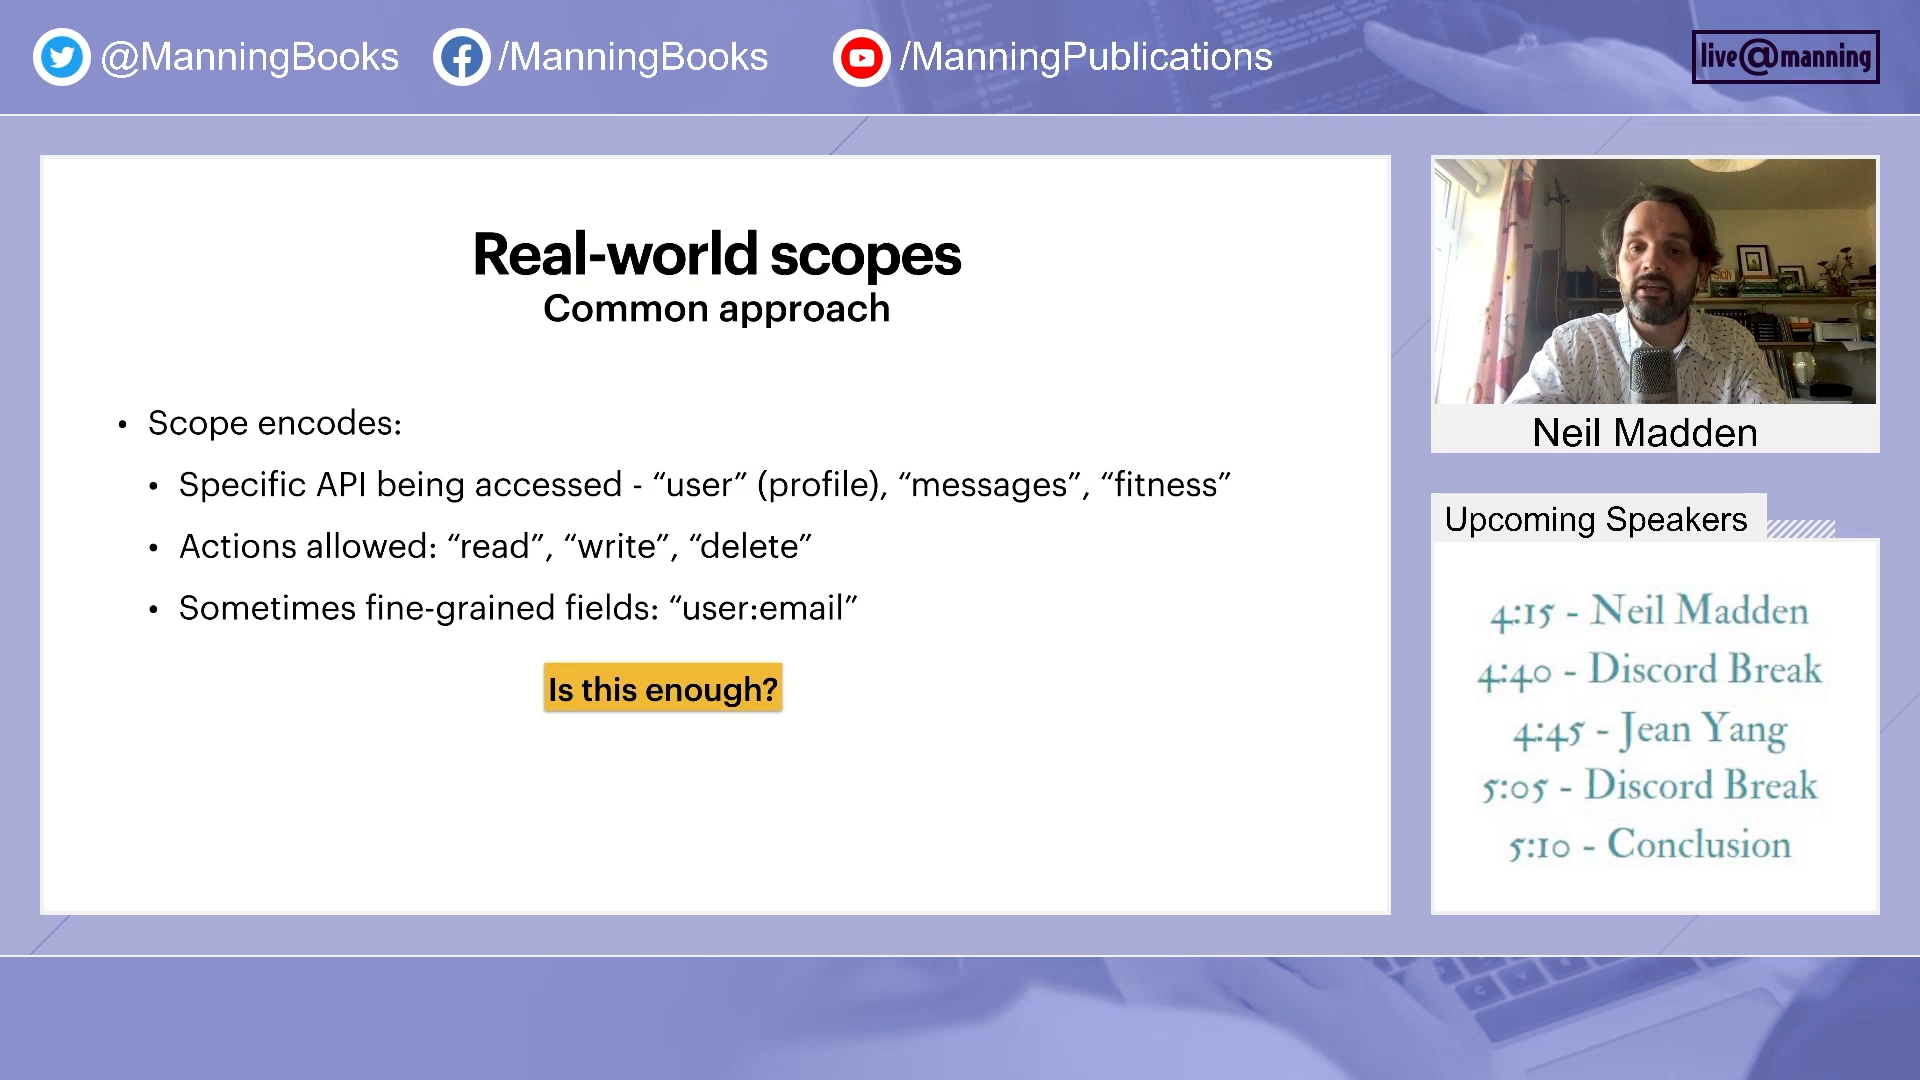 @ManningBooks
/ManningBooks
/ManningPublications
live@manning
Real-world scopes
Common approach
• Scope encodes:
• Specific API being accessed - “user” (profile), “messages”, “fitness”
• Actions allowed: “read”, “write”, “delete”
• Sometimes fine-grained fields: “user:email”
Is this enough?
Neil Madden
Upcoming Speakers
4:15 - Neil Madden
4:40 - Discord Break
4:45 - Jean Yang
5:05 - Discord Break
5:10 - Conclusion